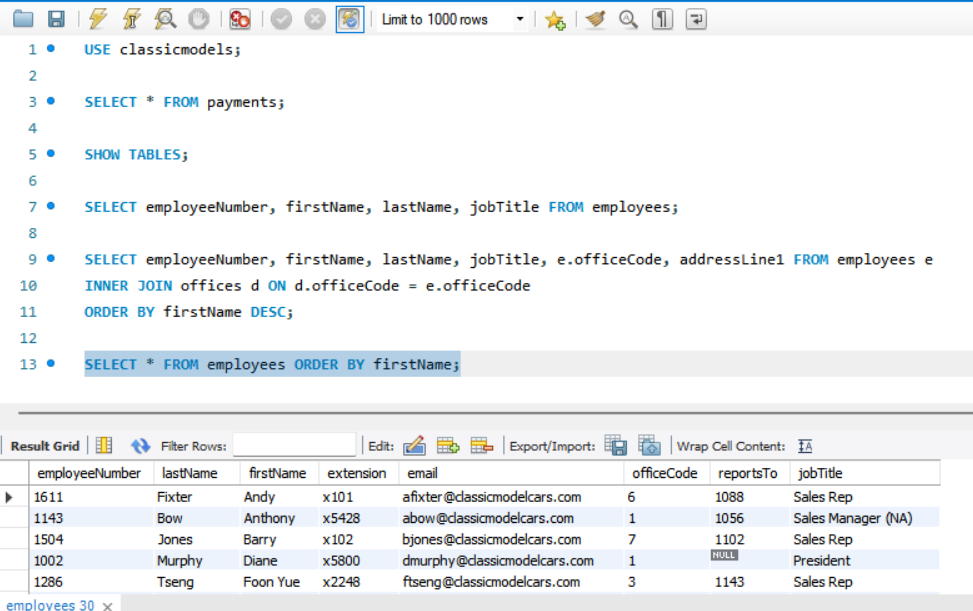 Limit to 1000 rows
1 USE classicmodels;
2
3 SELECT * FROM payments;
4
5 SHOW TABLES;
6
7 SELECT employeeNumber, firstName, lastName, jobTitle FROM employees;
8
9 SELECT employeeNumber, firstName, lastName, jobTitle, e.officeCode, addressLine1 FROM employees e
10 INNER JOIN offices d ON d.officeCode = e.officeCode
11 ORDER BY firstName DESC;
12
13 SELECT * FROM employees ORDER BY firstName;
Result Grid Filter Rows: Edit: Export/Import: Wrap Cell Content: IA
employeeNumber lastName firstName extension email officeCode reportsTo jobTitle
1611 Fixter Andy x101 afixter@classicmodelcars.com 6 1088 Sales Rep
1143 Bow Anthony x5428 abow@classicmodelcars.com 1 1056 Sales Manager (NA)
1504 Jones Barry x102 bjones@classicmodelcars.com 7 1102 Sales Rep
1002 Murphy Diane x5800 dmurphy@classicmodelcars.com 1 NULL President
1286 Tseng Foon Yue x2248 ftseng@classicmodelcars.com 3 1143 Sales Rep
employees 30